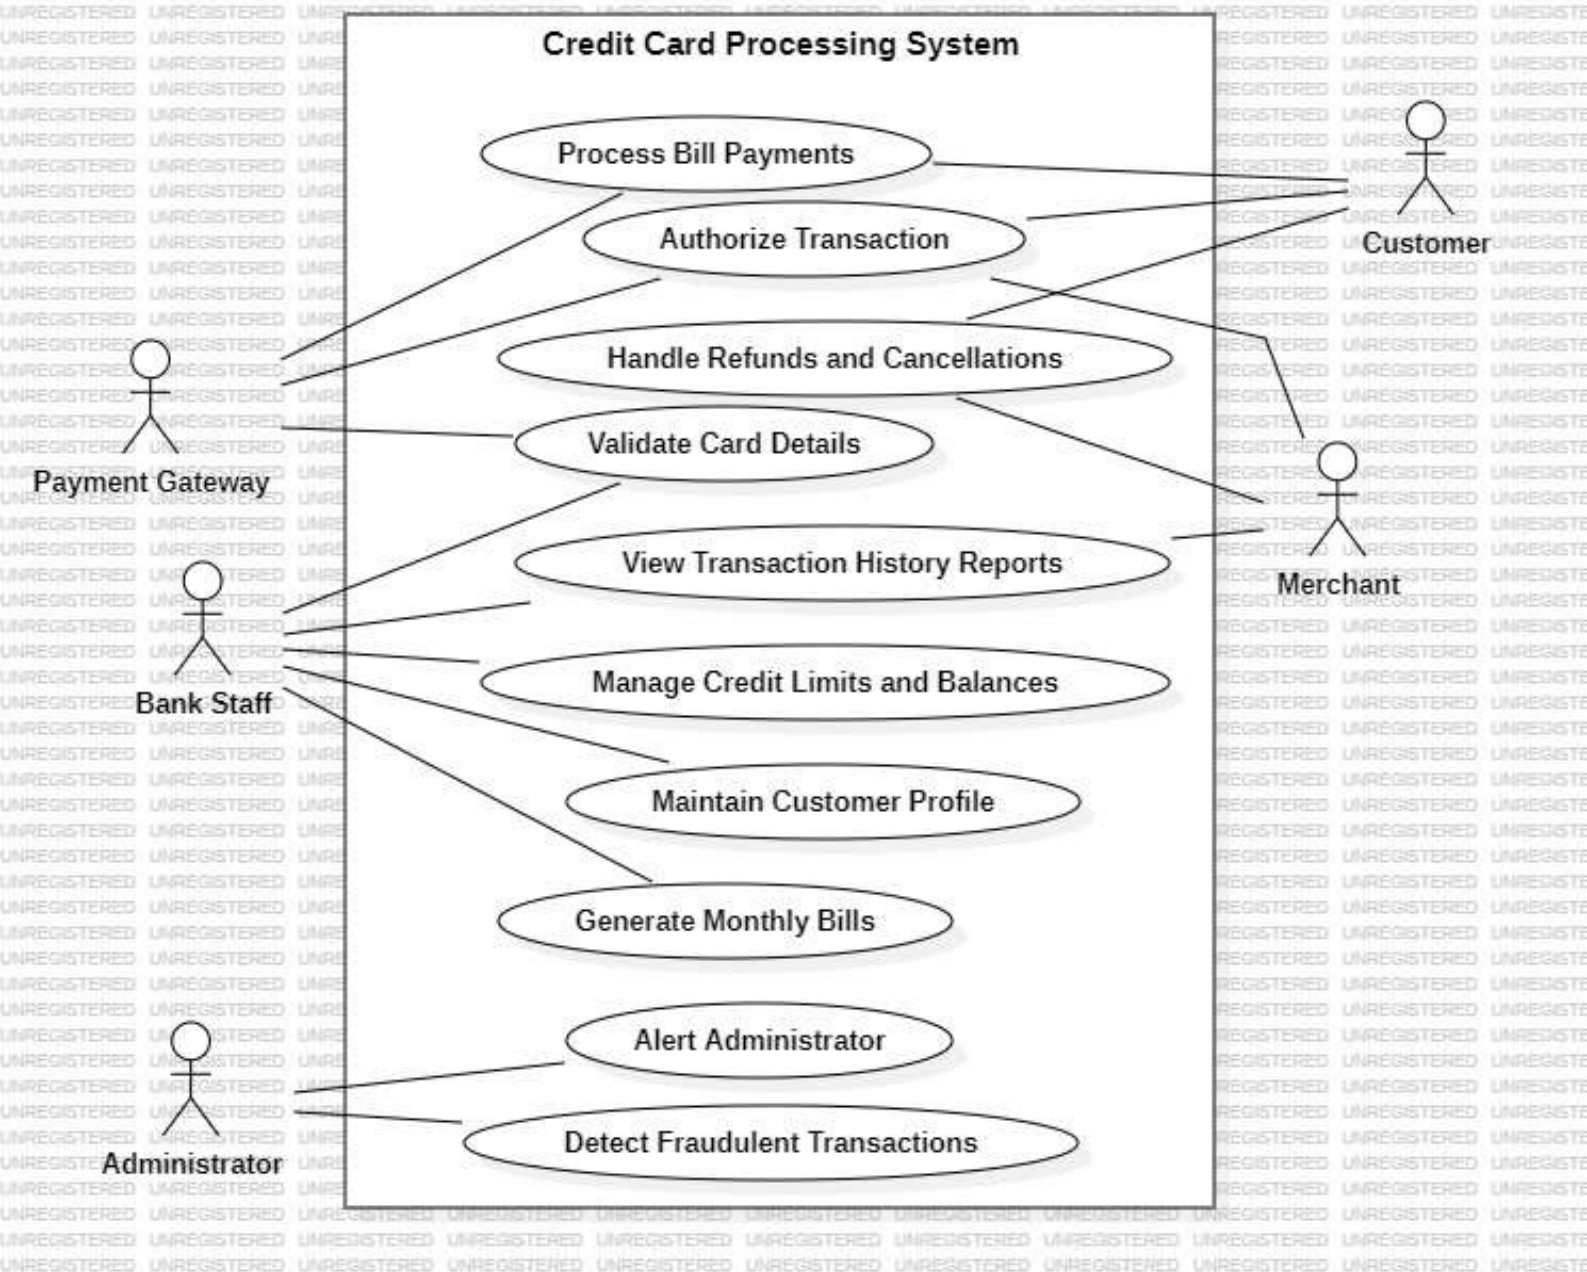 Credit Card Processing System
Process Bill Payments
Authorize Transaction
Customer
Handle Refunds and Cancellations
Validate Card Details
Payment Gateway
View Transaction History Reports
Merchant
Manage Credit Limits and Balances
Bank Staff
Maintain Customer Profile
Generate Monthly Bills
Alert Administrator
Detect Fraudulent Transactions
Administrator
UNREGISTERED